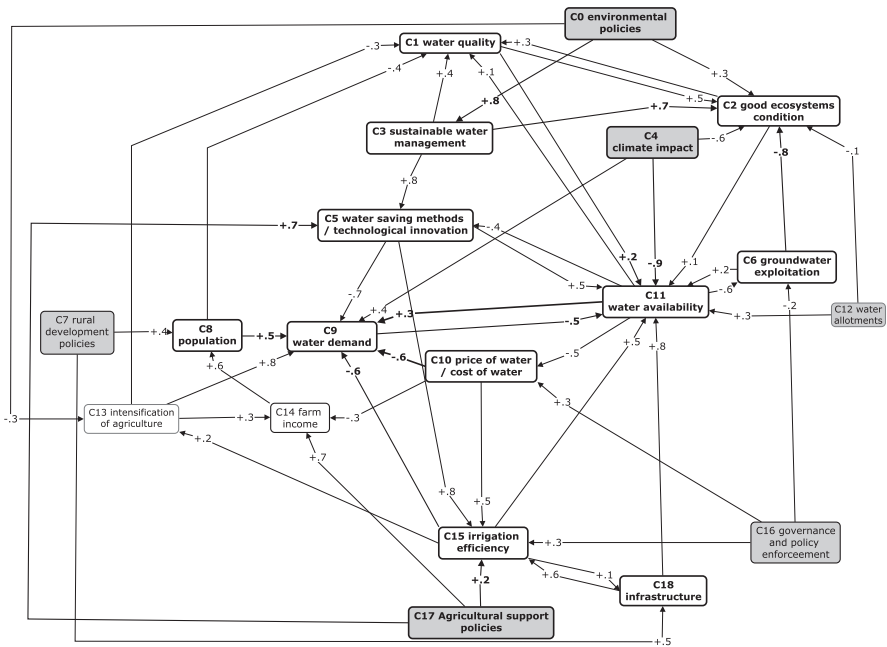 C0 environmental
policies
-.3
C1 water quality
+.3
-.4
+.4
+.1
+.3
+.5
+.8
+.7
C2 good ecosystems
condition
C3 sustainable water
management
C4
climate impact
-.6
-.8
-.1
+.8
C5 water saving methods
/ technological innovation
+.7
-.4
+.2
-.9
+.1
C6 groundwater
exploitation
+.2
-.6
+.5
-.7
+.4
+.3
C11
water availability
-.2
C12 water
allotments
+.3
C7 rural
development
policies
+.4
C8
population
+.5
C9
water demand
-.5
+.5
+.8
-.5
+.8
+.6
-.6
-.6
C10 price of water
/ cost of water
-.3
C13 intensification
of agriculture
+.3
C14 farm
income
-.3
+.3
+.2
+.7
+.8
+.5
C15 irrigation
efficiency
+.3
C16 governance
and policy
enforceement
+.2
+.6
+.1
C18
infrastructure
C17 Agricultural support
policies
+.5